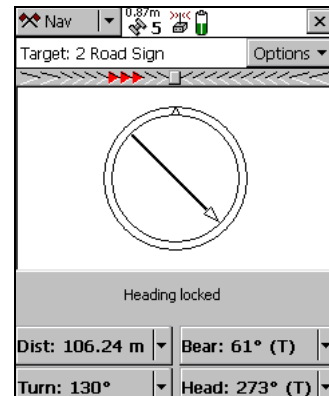 Nav
0.87m
5
Target: 2 Road Sign
Options
Heading locked
Dist: 106.24 m
Bear: 61° (T)
Turn: 130°
Head: 273° (T)